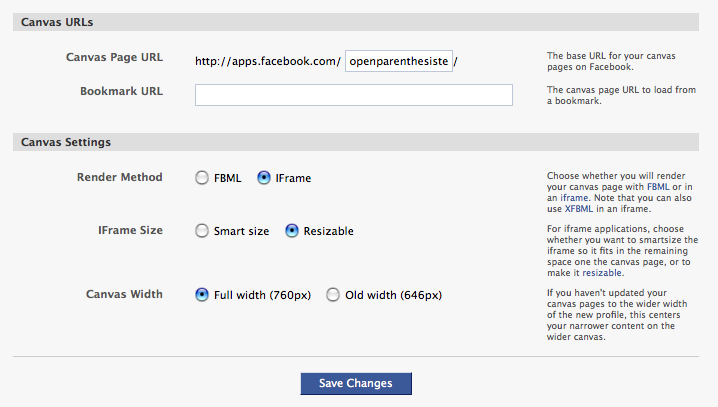 Canvas URLs
Canvas Page URL http://apps.facebook.com/ openparenthesiste /
The base URL for your canvas
pages on Facebook.
Bookmark URL
The canvas page URL to load from
a bookmark.
Canvas Settings
Render Method FBML IFrame
Choose whether you will render
your canvas page with FBML or in
an iframe. Note that you can also
use XFBML in an iframe.
IFrame Size Smart size Resizable
For iframe applications, choose
whether you want to smartsize the
iframe so it fits in the remaining
space one the canvas page, or to
make it resizable.
Canvas Width Full width (760px) Old width (646px)
If you haven't updated your
canvas pages to the wider width
of the new profile, this centers
your narrower content on the
wider canvas.
Save Changes